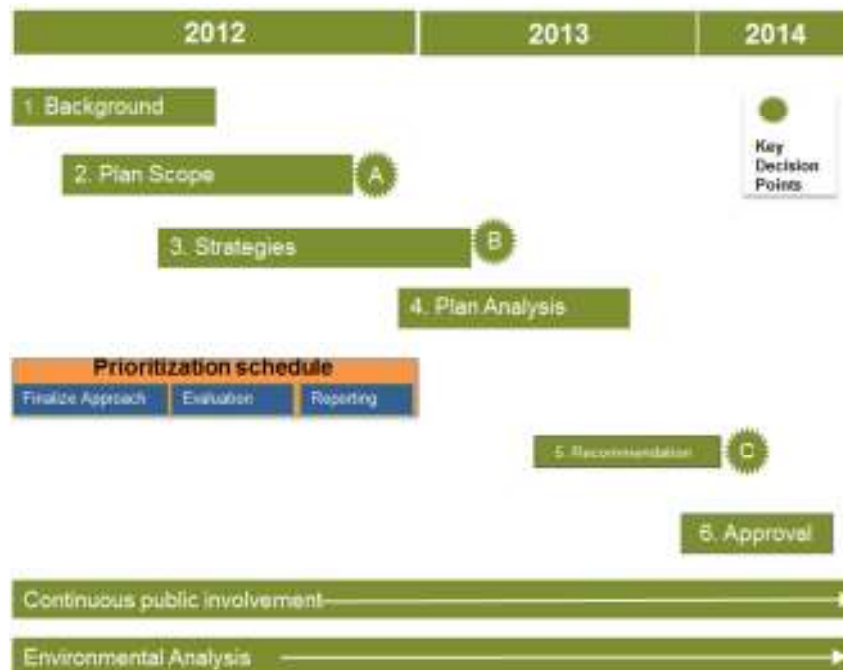 2012 2013 2014
1. Background
Key
Decision
Points
2. Plan Scope A
3. Strategies B
4. Plan Analysis
Prioritization schedule
Finalize Approach Evaluation Reporting
5. Recommendation C
6. Approval
Continuous public involvement
Environmental Analysis